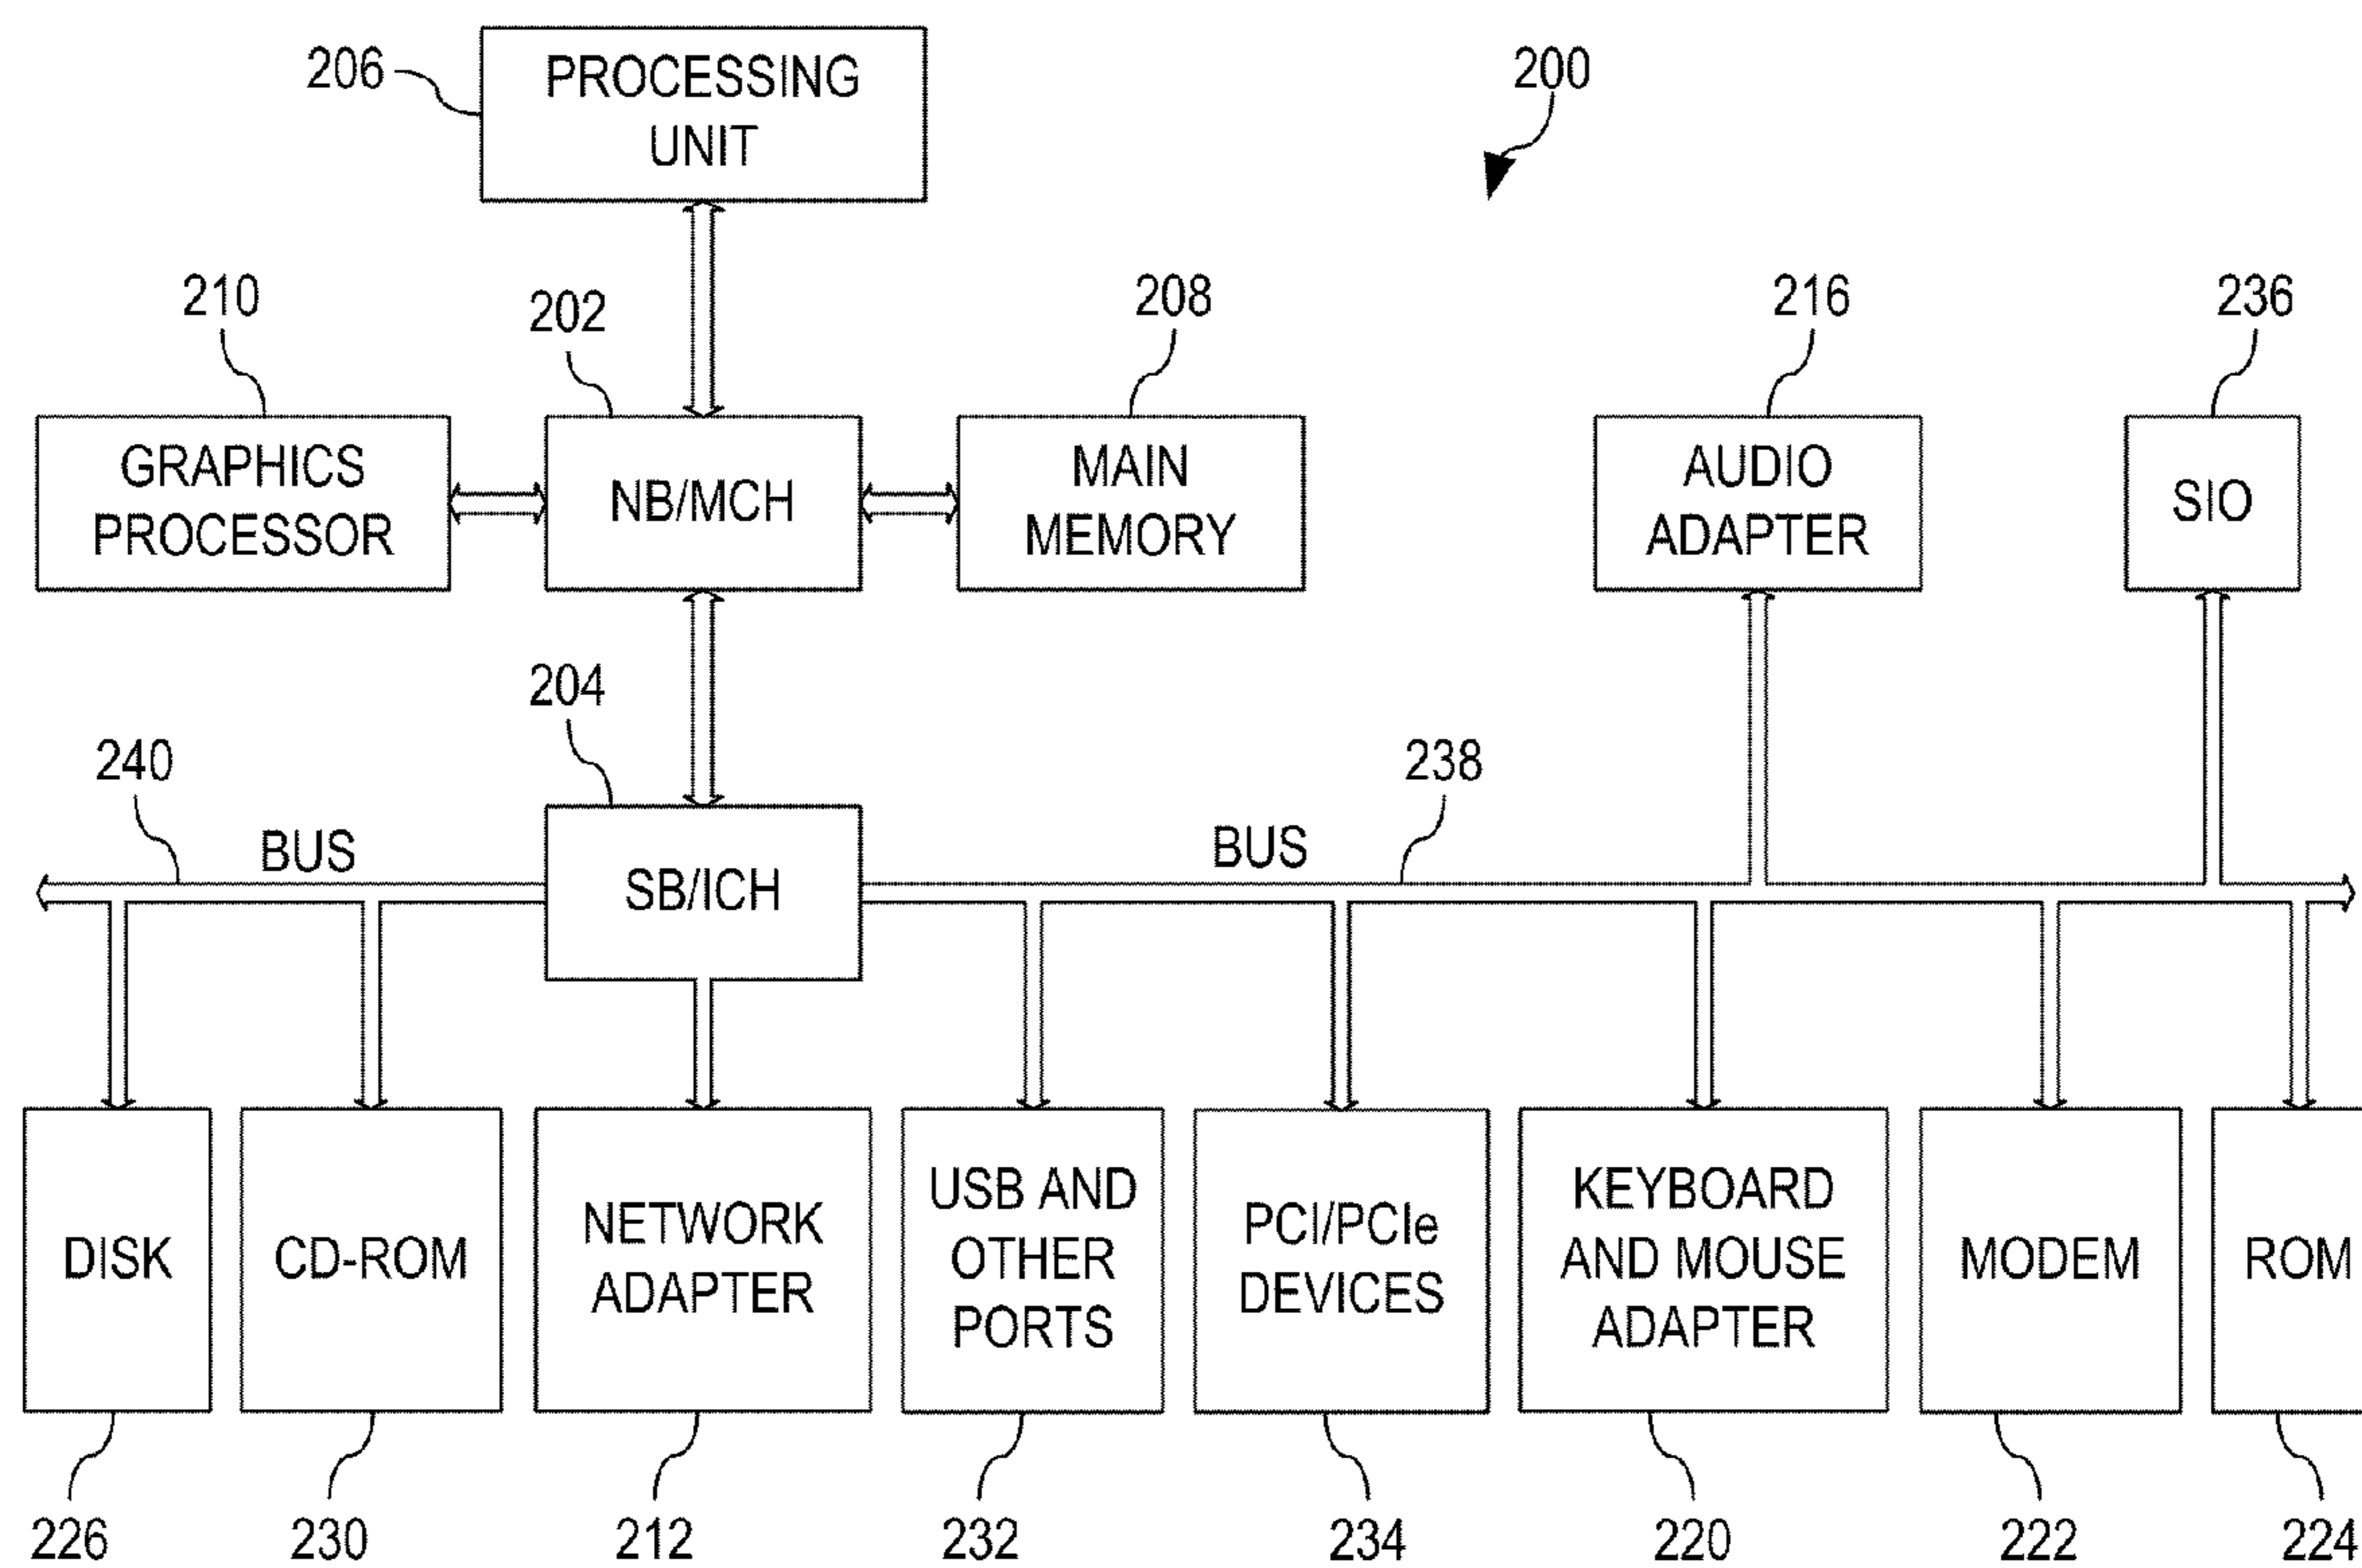 206
PROCESSING
UNIT
200
210
202
208
216
236
GRAPHICS
PROCESSOR
NB/MCH
MAIN
MEMORY
AUDIO
ADAPTER
SIO
204
240
238
BUS
BUS
SB/ICH
DISK
CD-ROM
NETWORK
ADAPTER
USB AND
OTHER
PORTS
PCI/PCIe
DEVICES
KEYBOARD
AND MOUSE
ADAPTER
MODEM
ROM
226
230
212
232
234
220
222
224